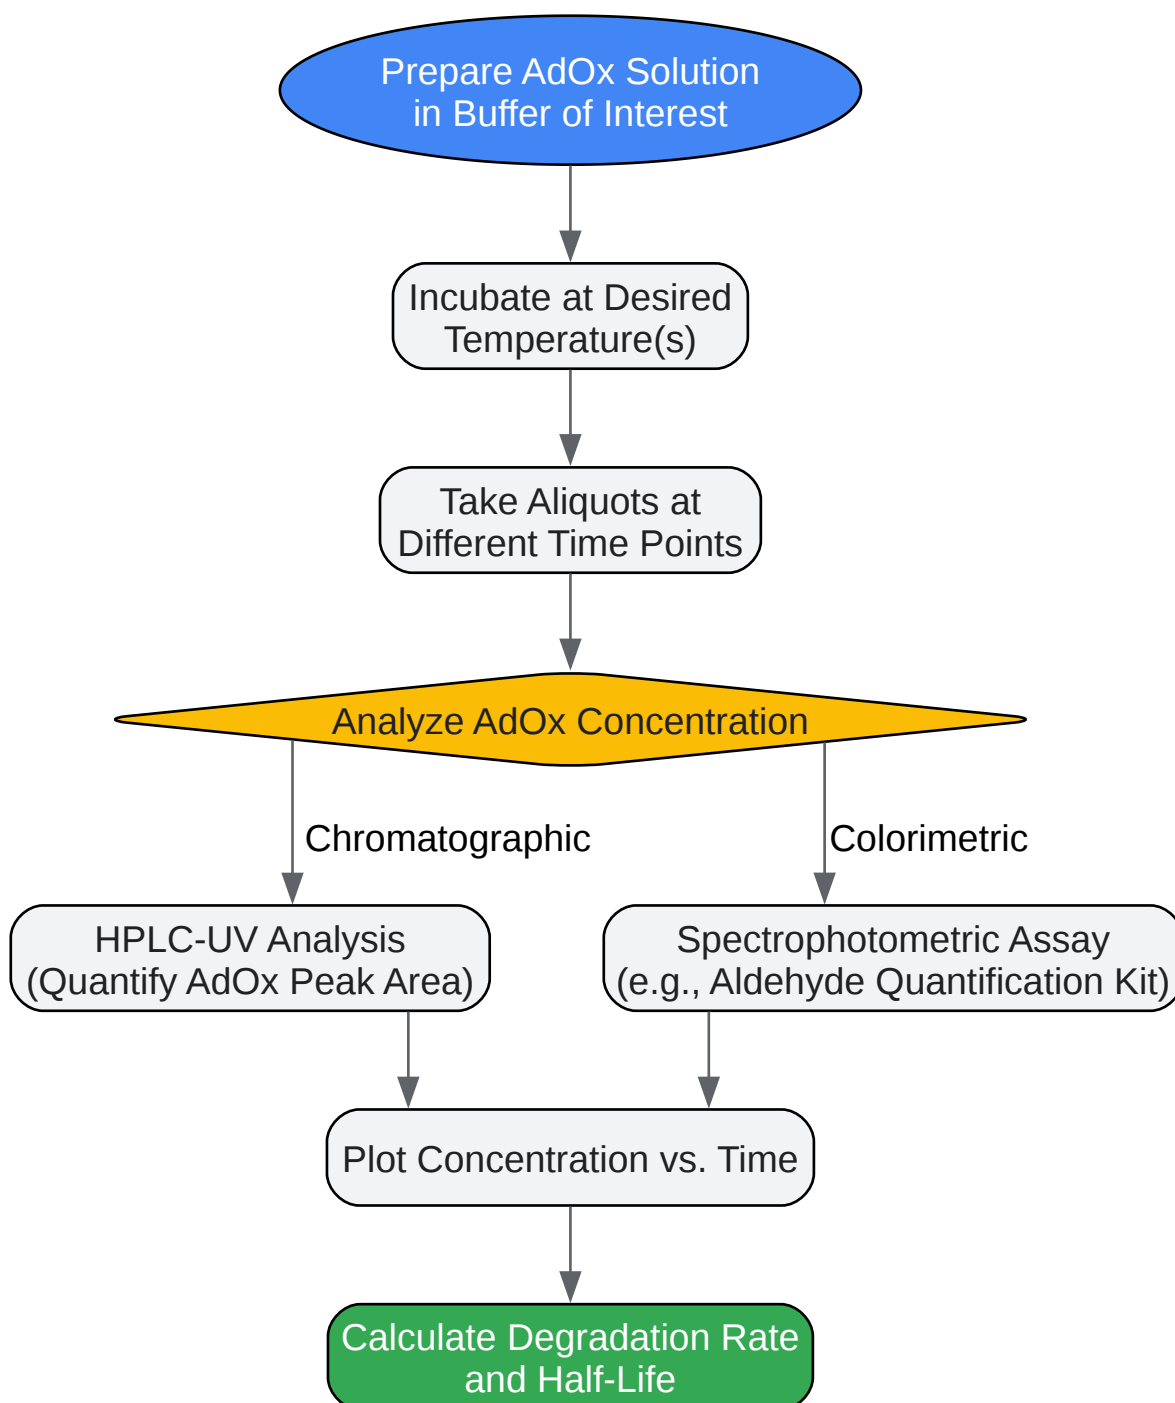 Prepare AdOx Solution
in Buffer of Interest
Incubate at Desired
Temperature(s)
Take Aliquots at
Different Time Points
Analyze AdOx Concentration
Chromatographic
Colorimetric
HPLC-UV Analysis
(Quantify AdOx Peak Area)
Spectrophotometric Assay
(e.g., Aldehyde Quantification Kit)
Plot Concentration vs. Time
Calculate Degradation Rate
and Half-Life